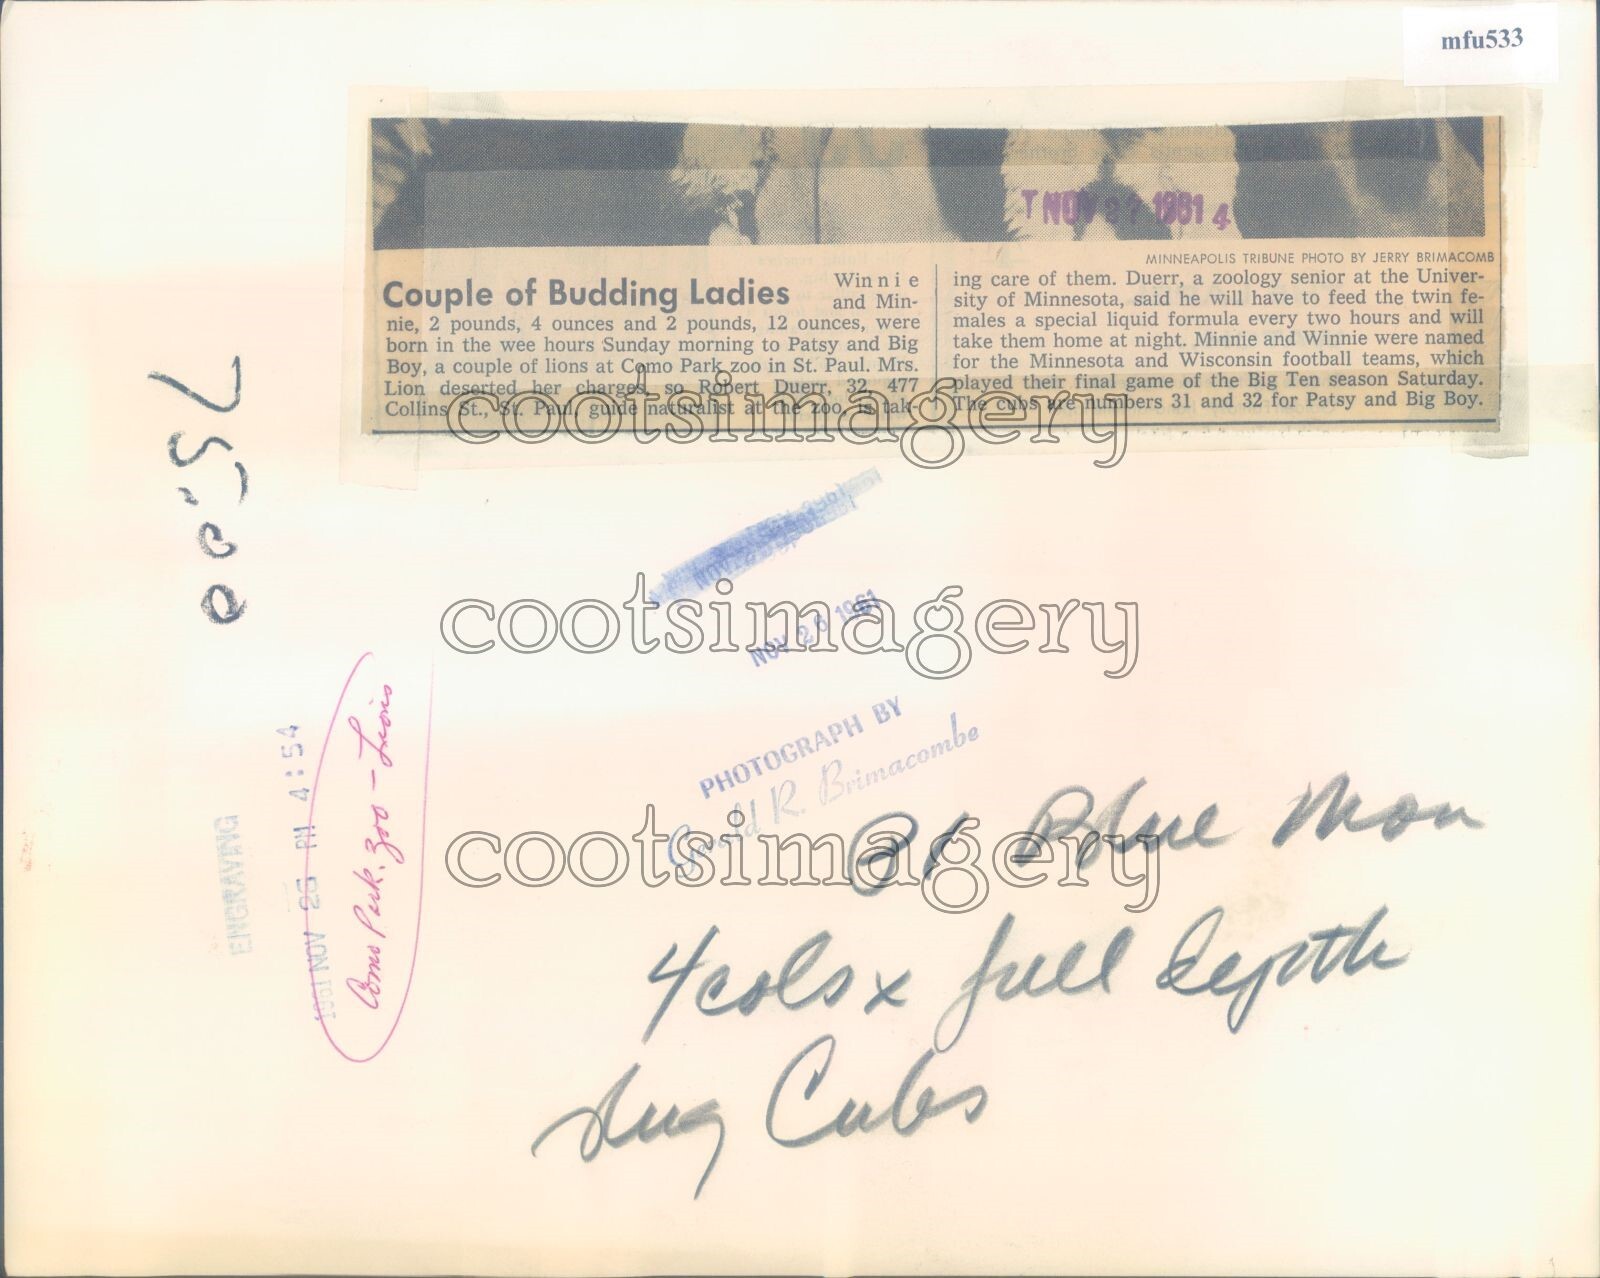 mfu533
T NOV 27 1961 4
MINNEAPOLIS TRIBUNE PHOTO BY JERRY BRIMACOMB
Couple of Budding Ladies
Winnie
and Min-
nie, 2 pounds, 4 ounces and 2 pounds, 12 ounces, were
born in the wee hours Sunday morning to Patsy and Big
Boy, a couple of lions at Como Park zoo in St. Paul. Mrs.
Lion deserted her charges, so Robert Duerr, 32, 477
Collins St., St. Paul, guide naturalist at the zoo, is tak-
ing care of them. Duerr, a zoology senior at the Univer-
sity of Minnesota, said he will have to feed the twin fe-
males a special liquid formula every two hours and will
take them home at night. Minnie and Winnie were named
for the Minnesota and Wisconsin football teams, which
played their final game of the Big Ten season Saturday.
The cubs are numbers 31 and 32 for Patsy and Big Boy.
cootsimagery
75.00
NOV 26 1961
cootsimagery
PHOTOGRAPH BY
Gerald R. Brimacombe
cootsimagery
ENGRAVING
1961 NOV 26 PM 4:54
Como Park. Zoo - Lions
Mon
4 cols x full depth
Slug Cubs